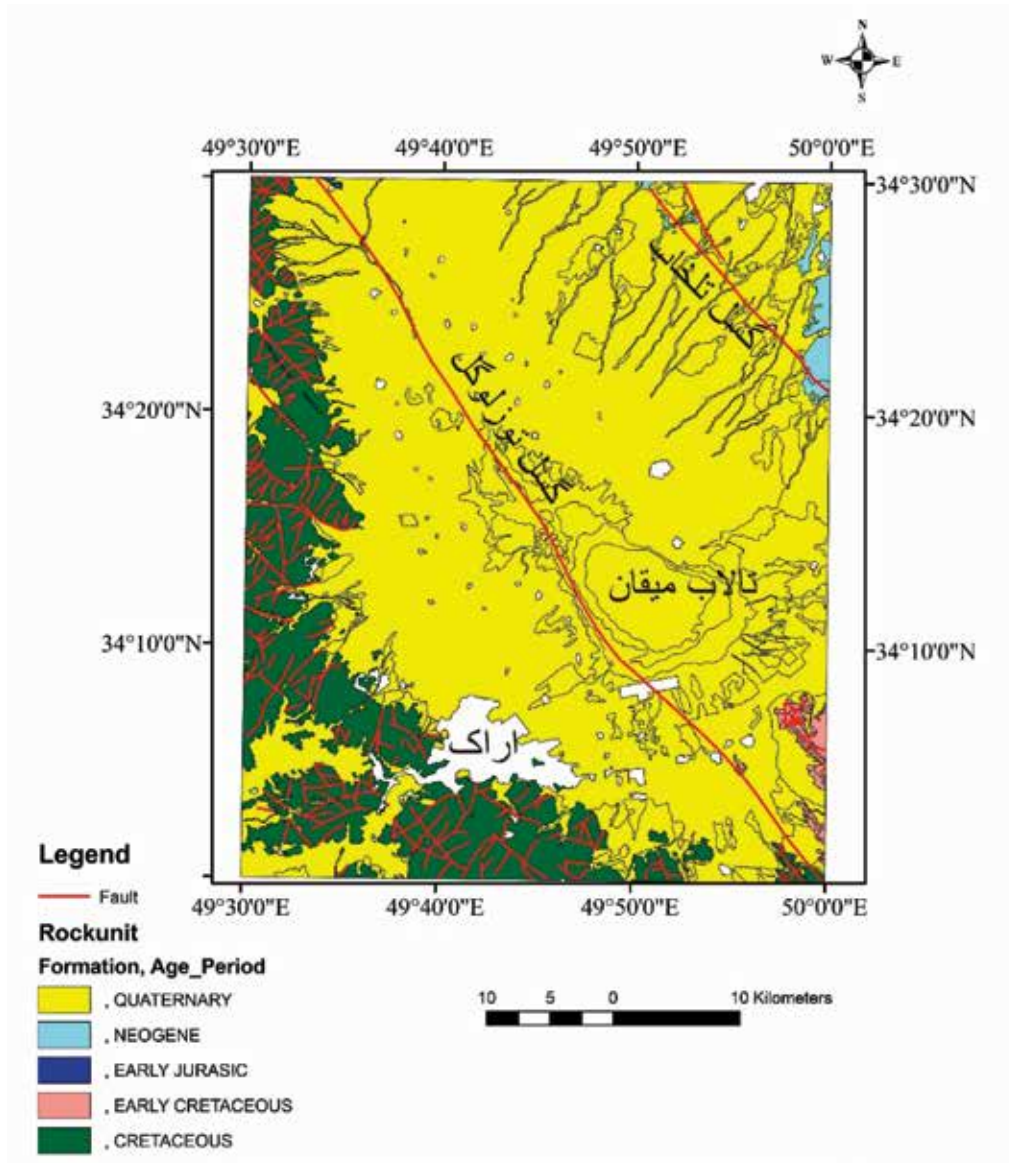 N
W E
S
49°30'0"E 49°40'0"E 49°50'0"E 50°0'0"E
34°30'0"N
گسل تلخاب
گسل تبرته گل
34°20'0"N 34°20'0"N
تالاب میقان
34°10'0"N 34°10'0"N
اراک
49°30'0"E 49°40'0"E 49°50'0"E 50°0'0"E
Legend
Fault
Rockunit
Formation, Age_Period
, QUATERNARY
, NEOGENE
, EARLY JURASIC
, EARLY CRETACEOUS
, CRETACEOUS
10 5 0 10 Kilometers